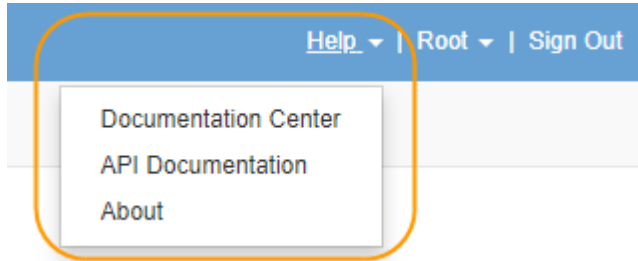 Help | Root | Sign Out
Documentation Center
API Documentation
About